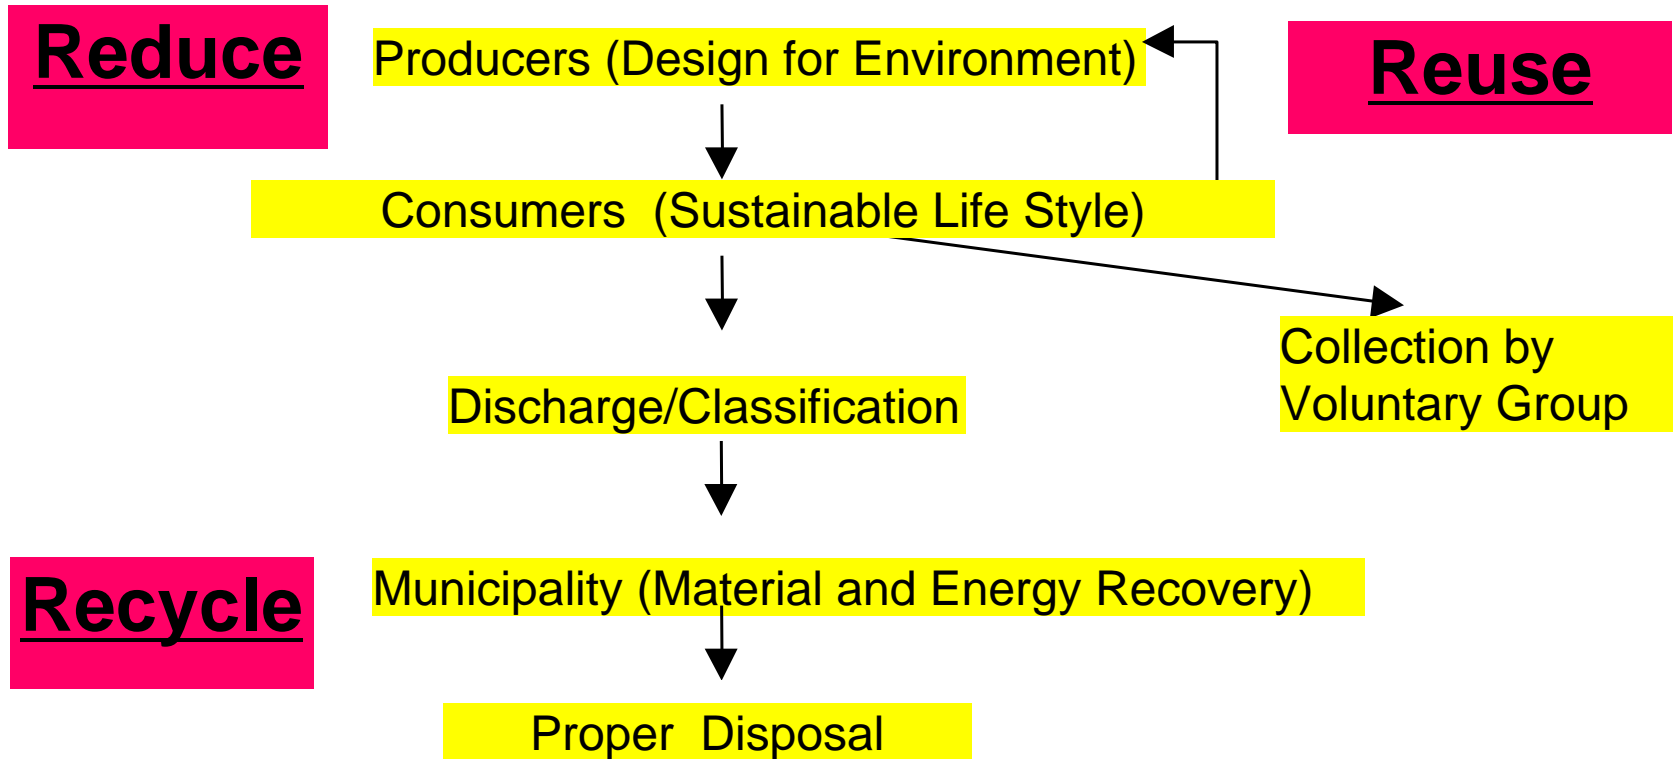 Reduce
Producers (Design for Environment)
Reuse
Consumers (Sustainable Life Style)
Collection by
Voluntary Group
Discharge/Classification
Recycle
Municipality (Material and Energy Recovery)
Proper Disposal